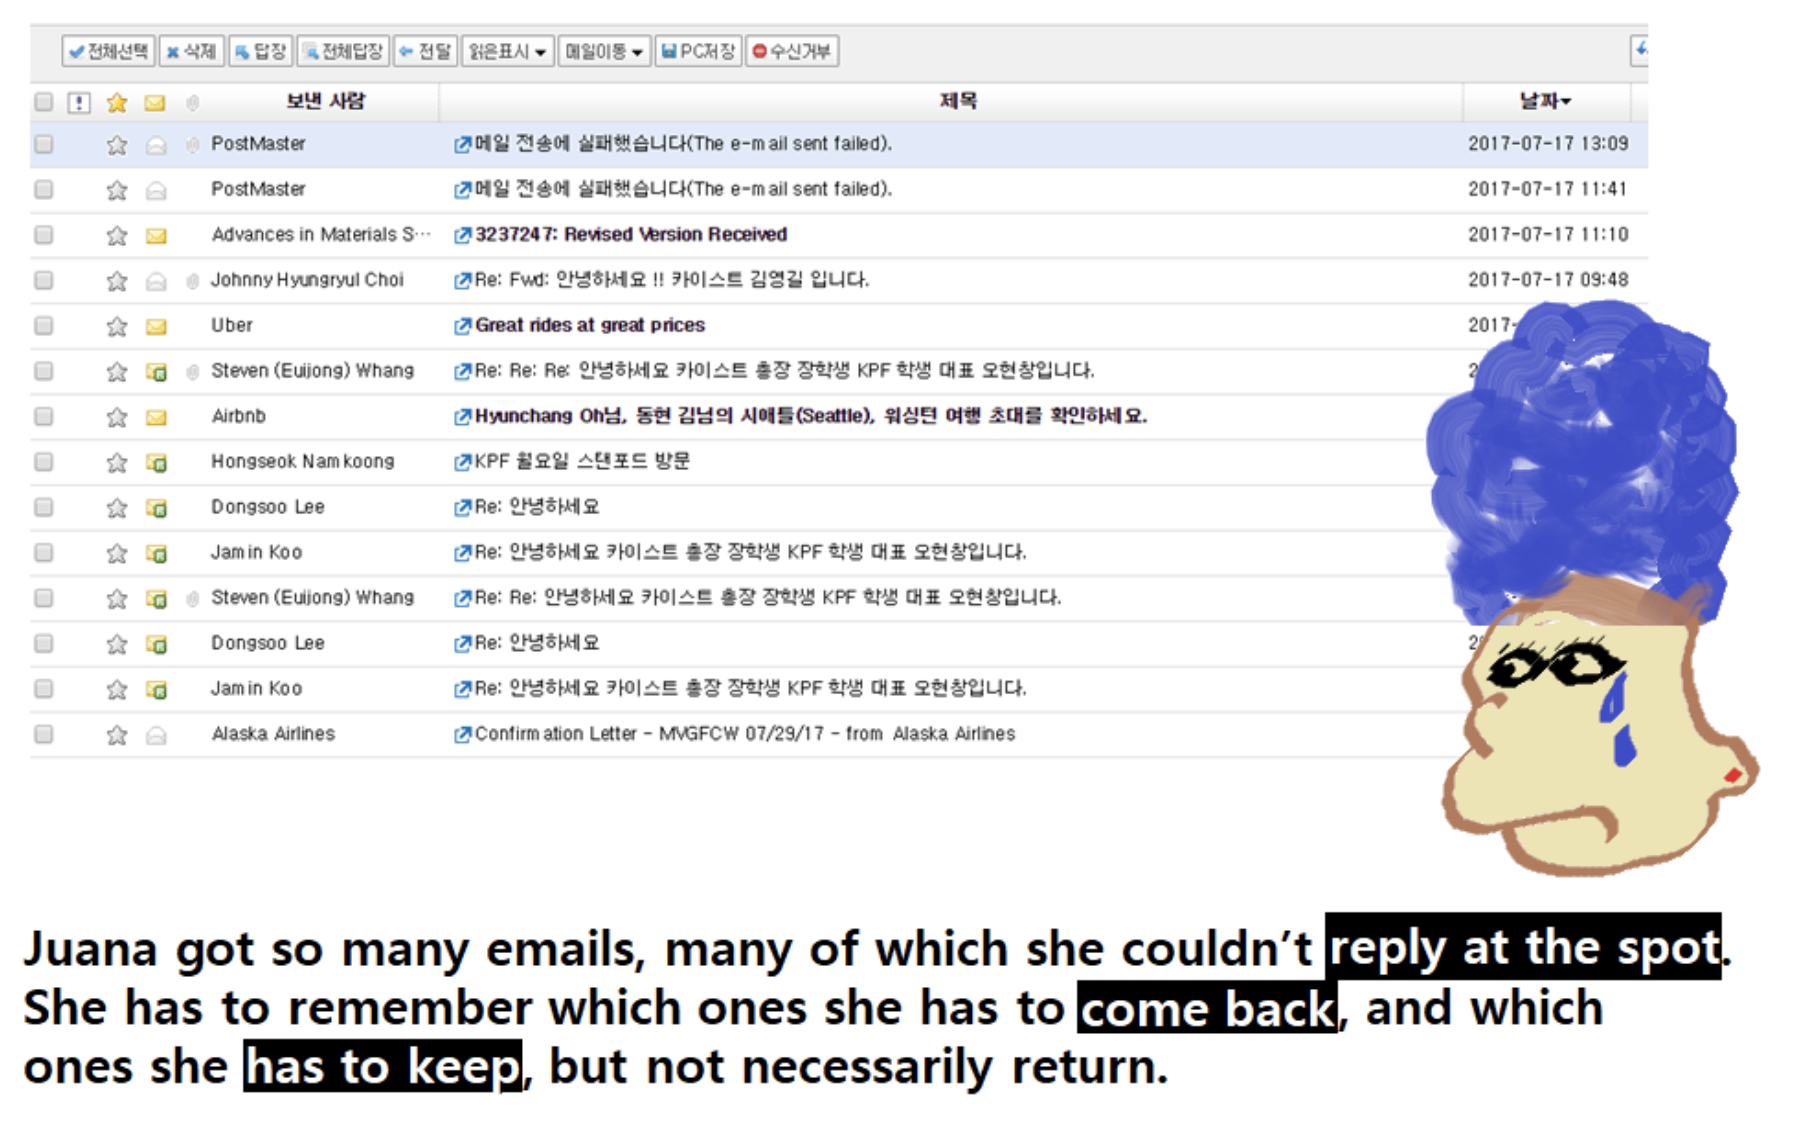 전체선택 삭제 답장 전체답장 전달 읽은표시 메일이동 PC저장 수신거부
보낸 사람 제목 날짜
PostMaster 메일 전송에 실패했습니다(The e-mail sent failed). 2017-07-17 13:09
PostMaster 메일 전송에 실패했습니다(The e-mail sent failed). 2017-07-17 11:41
Advances in Materials S… 3237247: Revised Version Received 2017-07-17 11:10
Johnny Hyungryul Choi Re: Fwd: 안녕하세요 !! 카이스트 김영길 입니다. 2017-07-17 09:48
Uber Great rides at great prices 2017-
Steven (Euijong) Whang Re: Re: Re: 안녕하세요 카이스트 총장 장학생 KPF 학생 대표 오현창입니다. 2
Airbnb Hyunchang Oh님, 동현 김님의 시애틀(Seattle), 워싱턴 여행 초대를 확인하세요.
Hongseok Namkoong KPF 월요일 스탠포드 방문
Dongsoo Lee Re: 안녕하세요
Jamin Koo Re: 안녕하세요 카이스트 총장 장학생 KPF 학생 대표 오현창입니다.
Steven (Euijong) Whang Re: Re: 안녕하세요 카이스트 총장 장학생 KPF 학생 대표 오현창입니다.
Dongsoo Lee Re: 안녕하세요
Jamin Koo Re: 안녕하세요 카이스트 총장 장학생 KPF 학생 대표 오현창입니다.
Alaska Airlines Confirmation Letter - MVGFCW 07/29/17 - from Alaska Airlines
Juana got so many emails, many of which she couldn't reply at the spot.
She has to remember which ones she has to come back, and which
ones she has to keep, but not necessarily return.